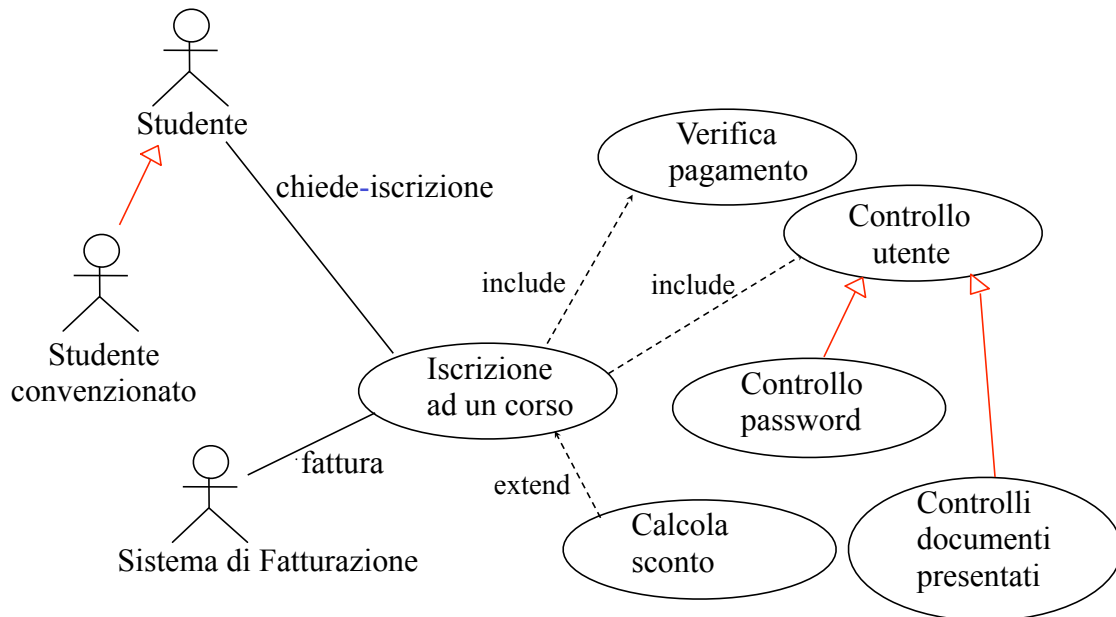 Studente
chiede-iscrizione
Verifica
pagamento
Controllo
utente
include
include
Studente
convenzionato
Iscrizione
ad un corso
Controllo
password
fattura
extend
Sistema di Fatturazione
Calcola
sconto
Controlli
documenti
presentati